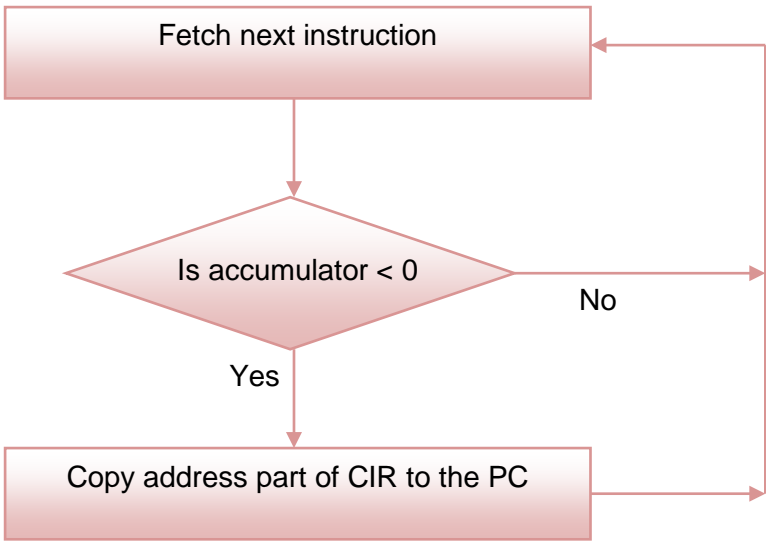 Fetch next instruction
Is accumulator < 0
No
Yes
Copy address part of CIR to the PC